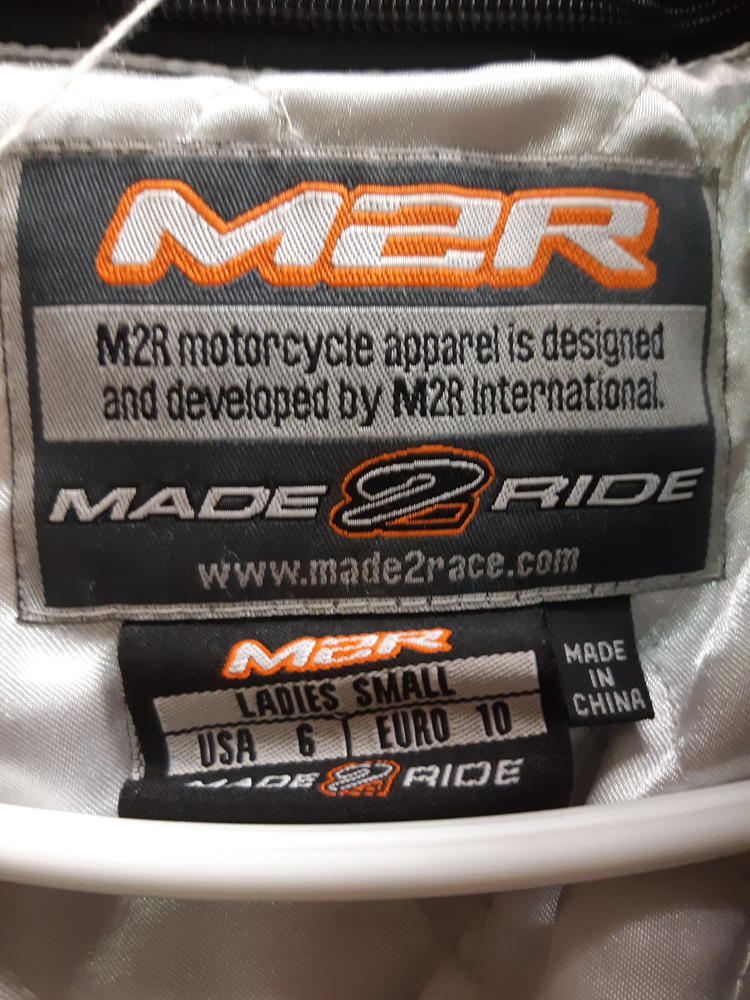 M2R
M2R motorcycle apparel is designed
and developed by M2R International.
MADE 2 RIDE
www.made2race.com
M2R
LADIES SMALL
USA 6 | EURO 10
MADE 2 RIDE
MADE
IN
CHINA